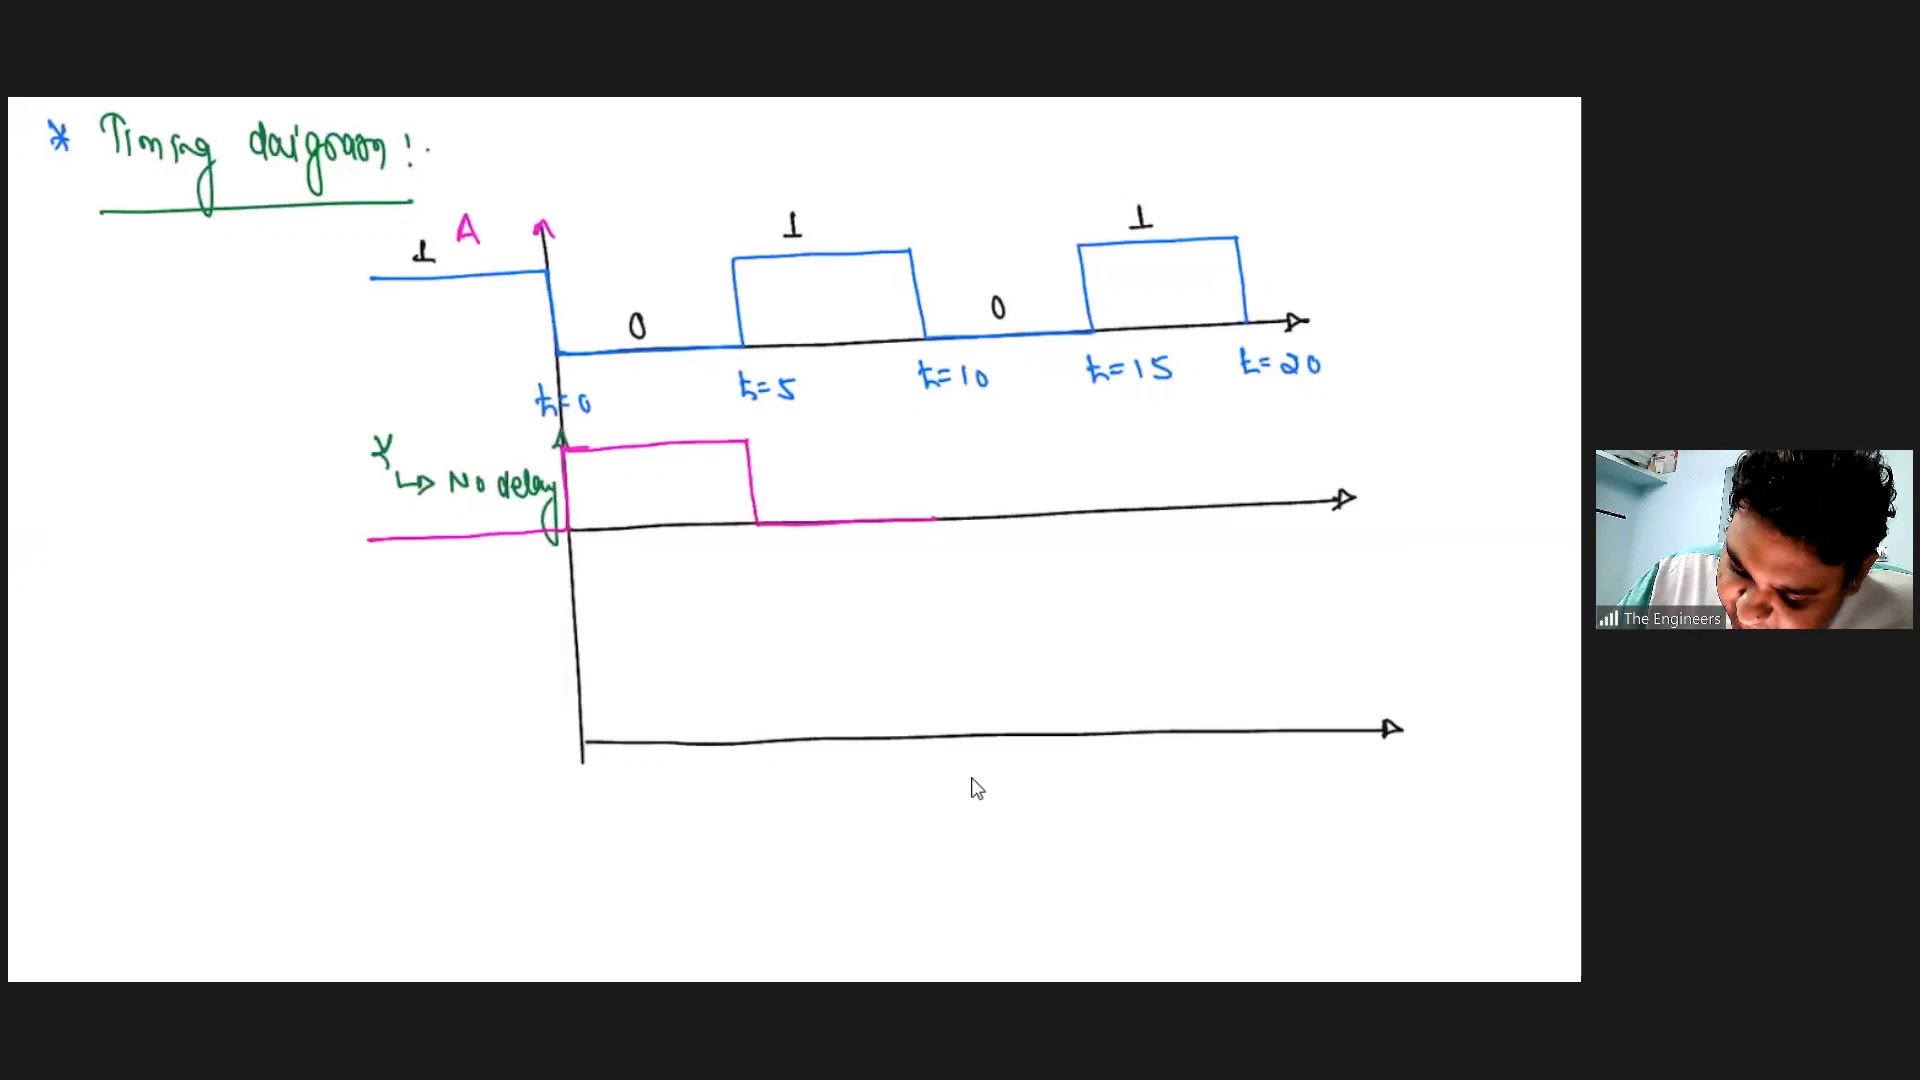 * Timing daigram :-
A
1
0
1
0
1
t=0
t=5
t=10
t=15
t=20
Y
↳ No delay
The Engineers